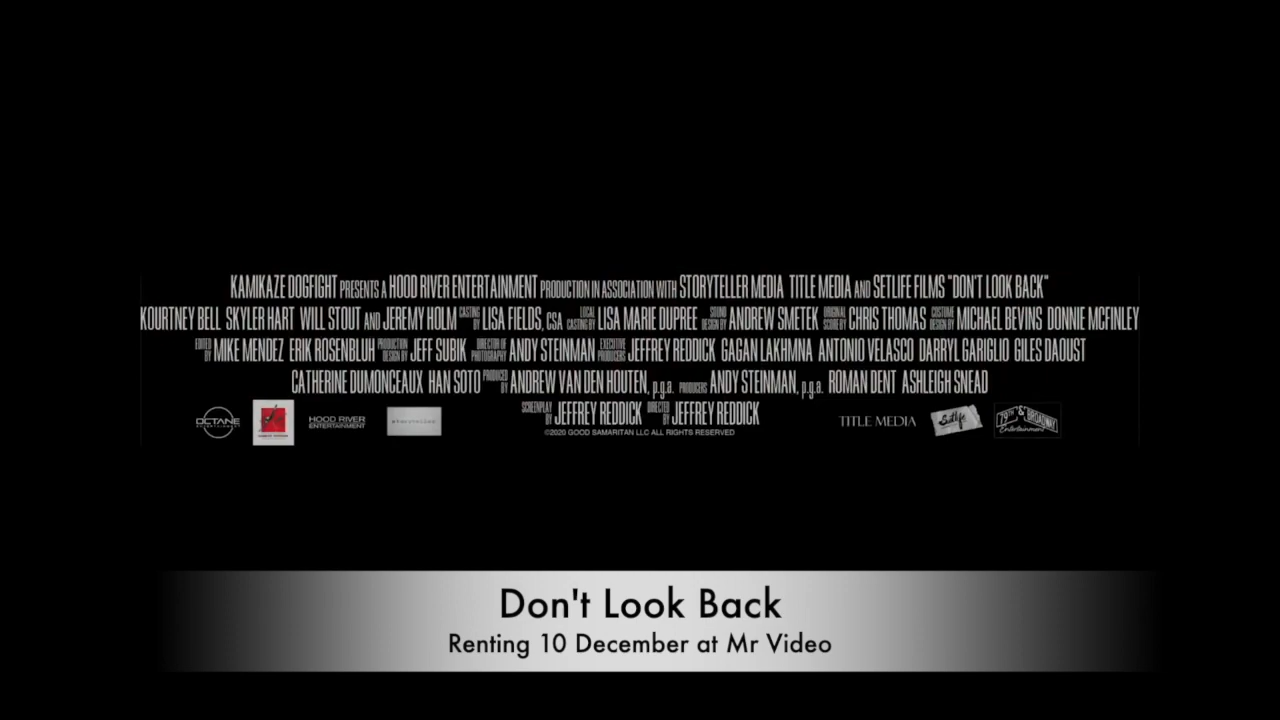 KAMIKAZE DOGFIGHT PRESENTS A HOOD RIVER ENTERTAINMENT PRODUCTION IN ASSOCIATION WITH STORYTELLER MEDIA TITLE MEDIA AND SETLIFE FILMS "DON'T LOOK BACK"
KOURTNEY BELL SKYLER HART WILL STOUT AND JEREMY HOLM CASTING BY LISA FIELDS, CSA LOCAL CASTING BY LISA MARIE DUPREE SOUND DESIGN BY ANDREW SMETEK ORIGINAL SCORE BY CHRIS THOMAS COSTUME DESIGN BY MICHAEL BEVINS DONNIE MCFINLEY
EDITED BY MIKE MENDEZ ERIK ROSENBLUH PRODUCTION DESIGN BY JEFF SUBIK DIRECTOR OF PHOTOGRAPHY ANDY STEINMAN EXECUTIVE PRODUCERS JEFFREY REDDICK GAGAN LAKHMNA ANTONIO VELASCO DARRYL GARIGLIO GILES DAOUST
CATHERINE DUMONCEAUX HAN SOTO PRODUCED BY ANDREW VAN DEN HOUTEN, p.g.a. PRODUCERS ANDY STEINMAN, p.g.a. ROMAN DENT ASHLEIGH SNEAD
SCREENPLAY BY JEFFREY REDDICK DIRECTED BY JEFFREY REDDICK
OCTANE ENTERTAINMENT
HOOD RIVER
ENTERTAINMENT
TITLE MEDIA
Setlife
79TH & BROADWAY
Entertainment
©2020 GOOD SAMARITAN LLC ALL RIGHTS RESERVED
Don't Look Back
Renting 10 December at Mr Video